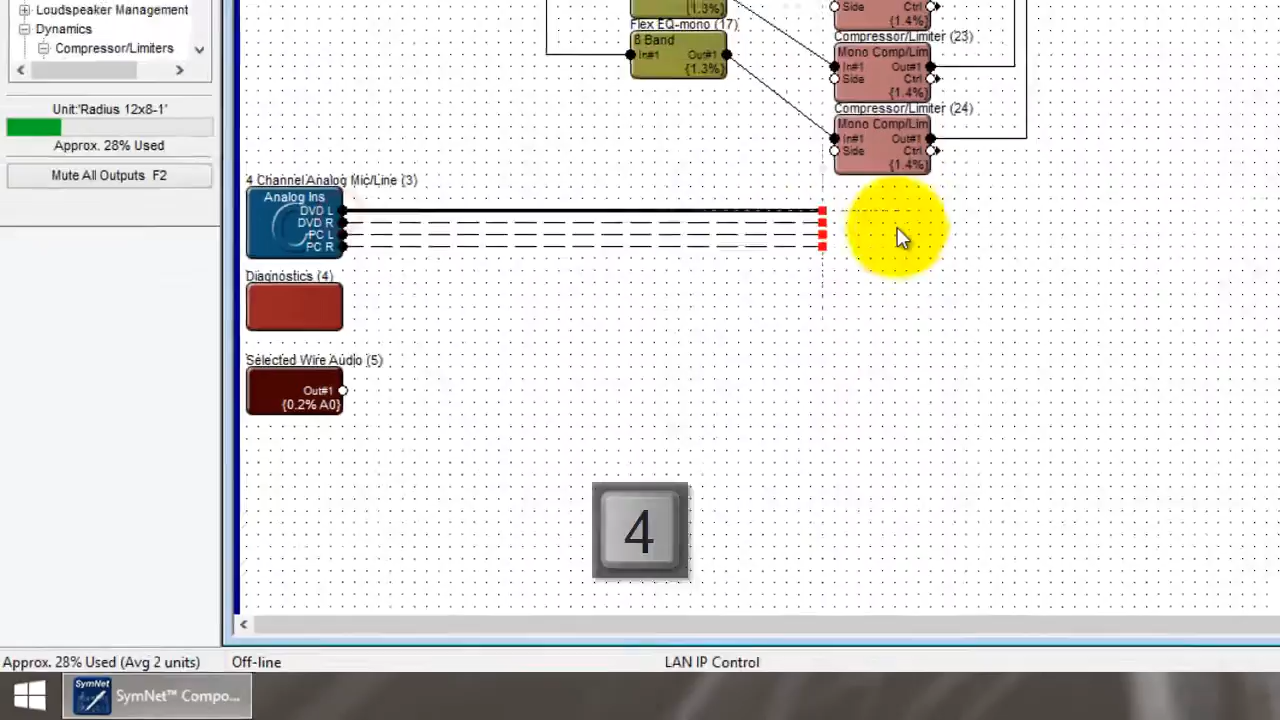 Loudspeaker Management
Dynamics
Compressor/Limiters
Unit:'Radius 12x8-1'
Approx. 28% Used
Mute All Outputs F2
{1.3%}
Flex EQ-mono (17)
8 Band
In#1 Out#1
{1.3%}
Side Ctrl
{1.4%}
Compressor/Limiter (23)
Mono Comp/Lim
In#1 Out#1
Side Ctrl
{1.4%}
Compressor/Limiter (24)
Mono Comp/Lim
In#1 Out#1
Side Ctrl
{1.4%}
4 Channel Analog Mic/Line (3)
Analog Ins
DVD L
DVD R
PC L
PC R
Diagnostics (4)
Selected Wire Audio (5)
Out#1
{0.2% A0}
4
Approx. 28% Used (Avg 2 units) Off-line LAN IP Control
SymNet
SymNet™ Compo...